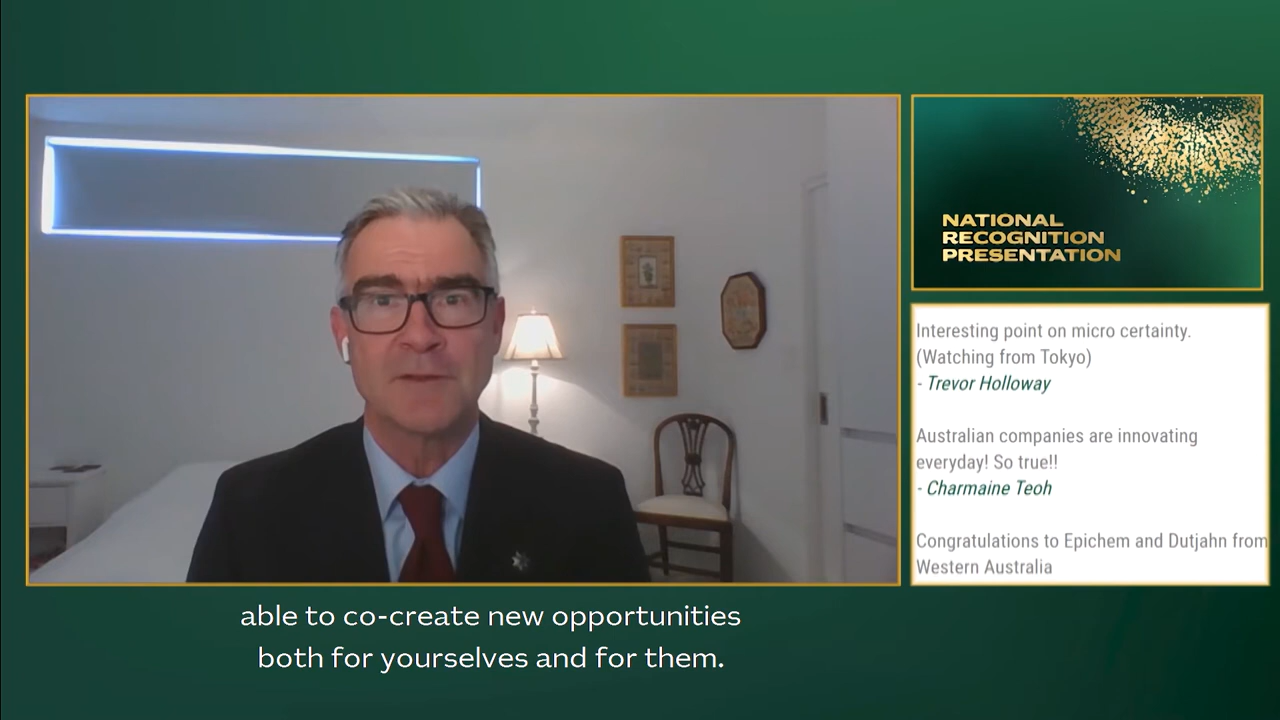 NATIONAL
RECOGNITION
PRESENTATION
Interesting point on micro certainty.
(Watching from Tokyo)
- Trevor Holloway
Australian companies are innovating
everyday! So true!!
- Charmaine Teoh
Congratulations to Epichem and Dutjahn from
Western Australia
able to co-create new opportunities
both for yourselves and for them.